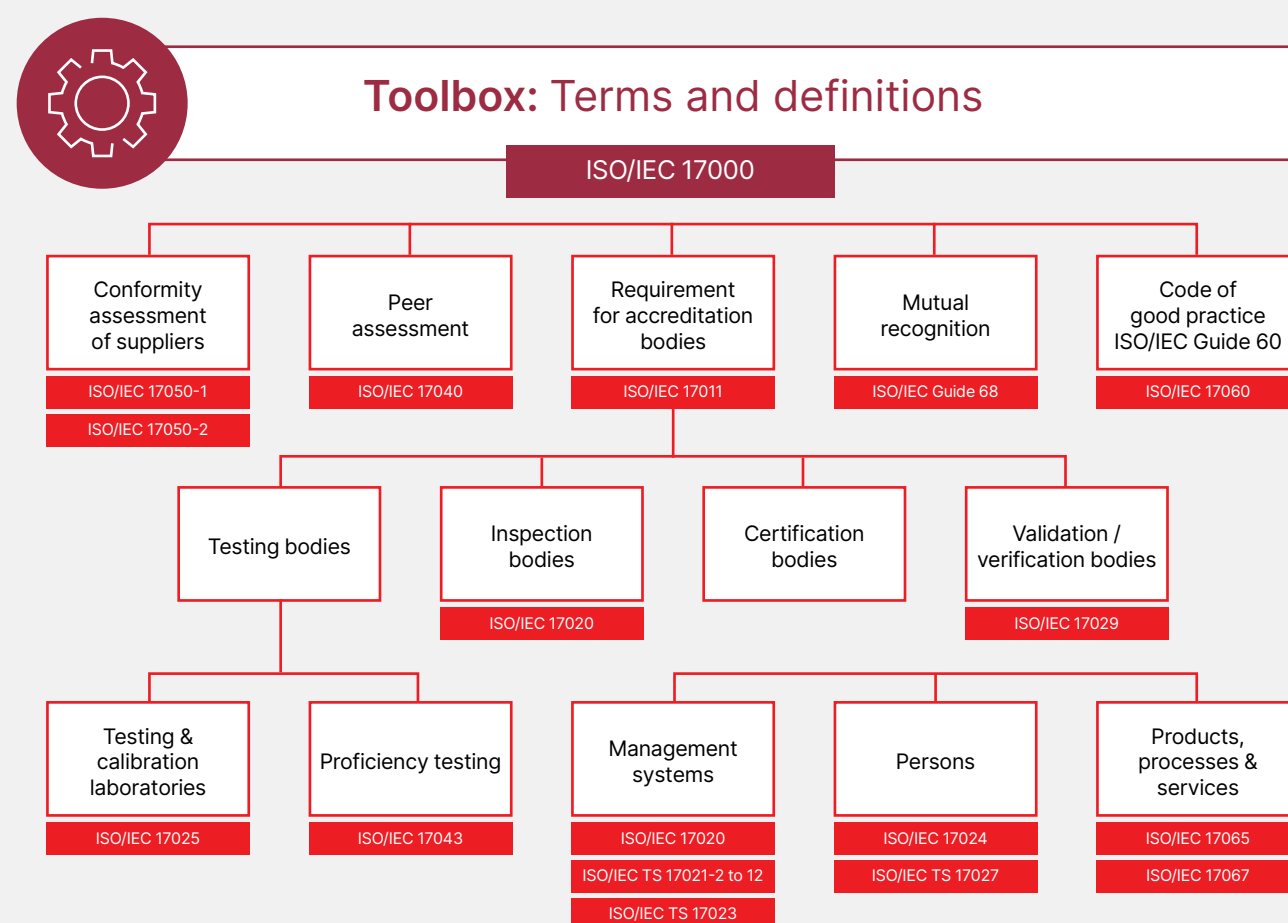 Toolbox: Terms and definitions
ISO/IEC 17000
Conformity
assessment
of suppliers
ISO/IEC 17050-1
ISO/IEC 17050-2
Peer
assessment
ISO/IEC 17040
Requirement
for accreditation
bodies
ISO/IEC 17011
Mutual
recognition
ISO/IEC Guide 68
Code of
good practice
ISO/IEC Guide 60
ISO/IEC 17060
Testing bodies
Inspection
bodies
ISO/IEC 17020
Certification
bodies
Validation /
verification bodies
ISO/IEC 17029
Testing &
calibration
laboratories
ISO/IEC 17025
Proficiency testing
ISO/IEC 17043
Management
systems
ISO/IEC 17020
ISO/IEC TS 17021-2 to 12
ISO/IEC TS 17023
Persons
ISO/IEC 17024
ISO/IEC TS 17027
Products,
processes &
services
ISO/IEC 17065
ISO/IEC 17067